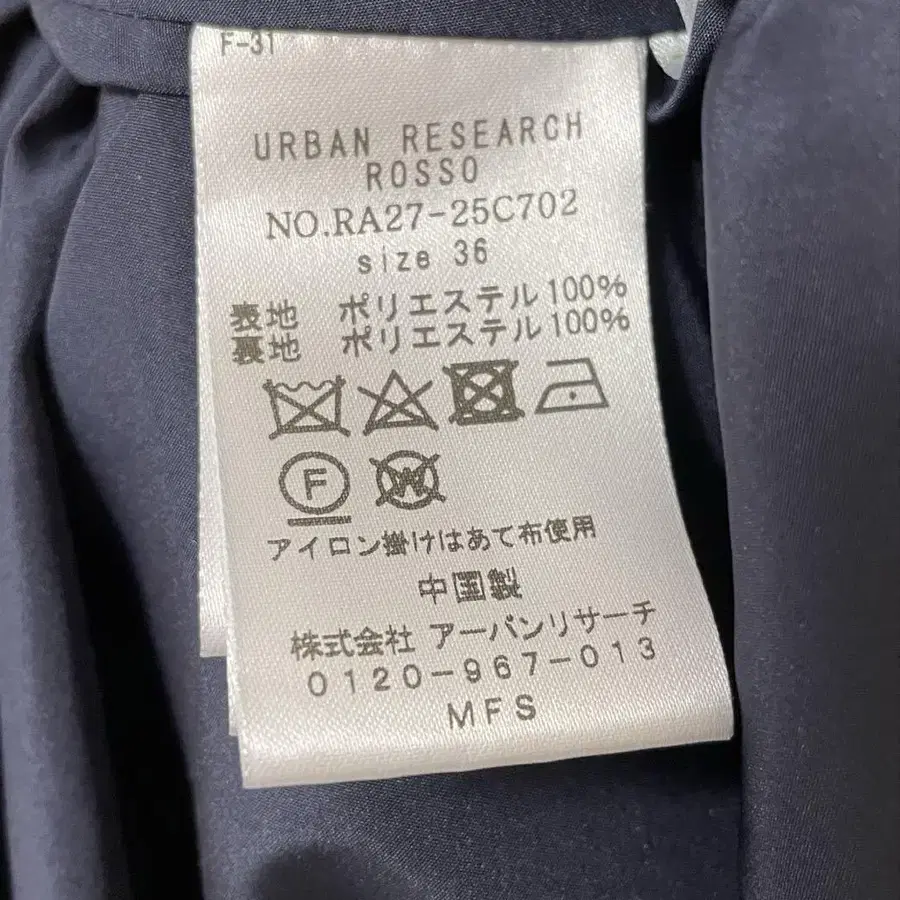 F-31
URBAN RESEARCH
ROSSO
NO.RA27-25C702
size 36
表地 ポリエステル100%
裏地 ポリエステル100%
F W
アイロン掛けはあて布使用
中国製
株式会社 アーバンリサーチ
0120-967-013
MFS